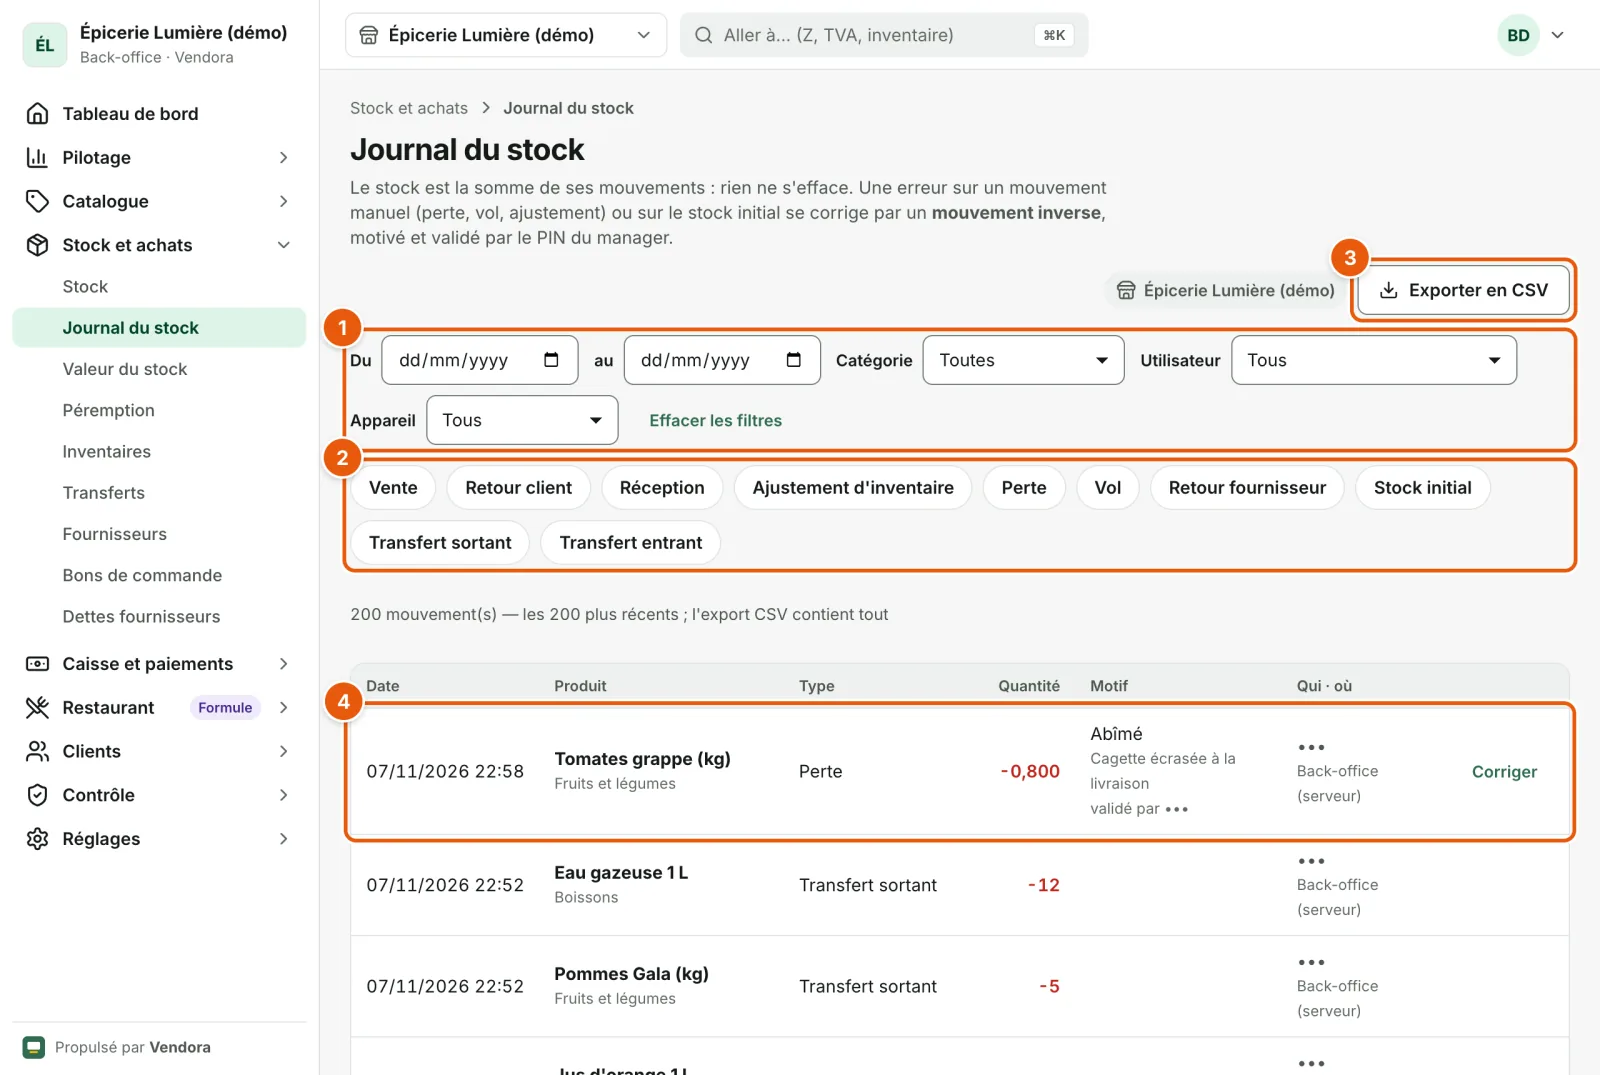 ÉL
Épicerie Lumière (démo)
Back-office · Vendora
Épicerie Lumière (démo)
Aller à... (Z, TVA, inventaire)
⌘K
BD
Tableau de bord
Pilotage
Catalogue
Stock et achats
Stock
Journal du stock
Valeur du stock
Péremption
Inventaires
Transferts
Fournisseurs
Bons de commande
Dettes fournisseurs
Caisse et paiements
Restaurant
Formule
Clients
Contrôle
Réglages
Propulsé par Vendora
Stock et achats > Journal du stock
Journal du stock
Le stock est la somme de ses mouvements : rien ne s'efface. Une erreur sur un mouvement
manuel (perte, vol, ajustement) ou sur le stock initial se corrige par un mouvement inverse,
motivé et validé par le PIN du manager.
Épicerie Lumière (démo)
3
Exporter en CSV
1
Du dd/mm/yyyy au dd/mm/yyyy Catégorie Toutes Utilisateur Tous
Appareil Tous Effacer les filtres
2
Vente Retour client Réception Ajustement d'inventaire Perte Vol Retour fournisseur Stock initial
Transfert sortant Transfert entrant
200 mouvement(s) — les 200 plus récents ; l'export CSV contient tout
Date Produit Type Quantité Motif Qui · où
4
07/11/2026 22:58
Tomates grappe (kg)
Fruits et légumes
Perte
-0,800
Abîmé
Cagette écrasée à la
livraison
validé par •••
•••
Back-office
(serveur)
Corriger
07/11/2026 22:52
Eau gazeuse 1 L
Boissons
Transfert sortant
-12
•••
Back-office
(serveur)
07/11/2026 22:52
Pommes Gala (kg)
Fruits et légumes
Transfert sortant
-5
•••
Back-office
(serveur)
Jus d'orange 1 L
•••